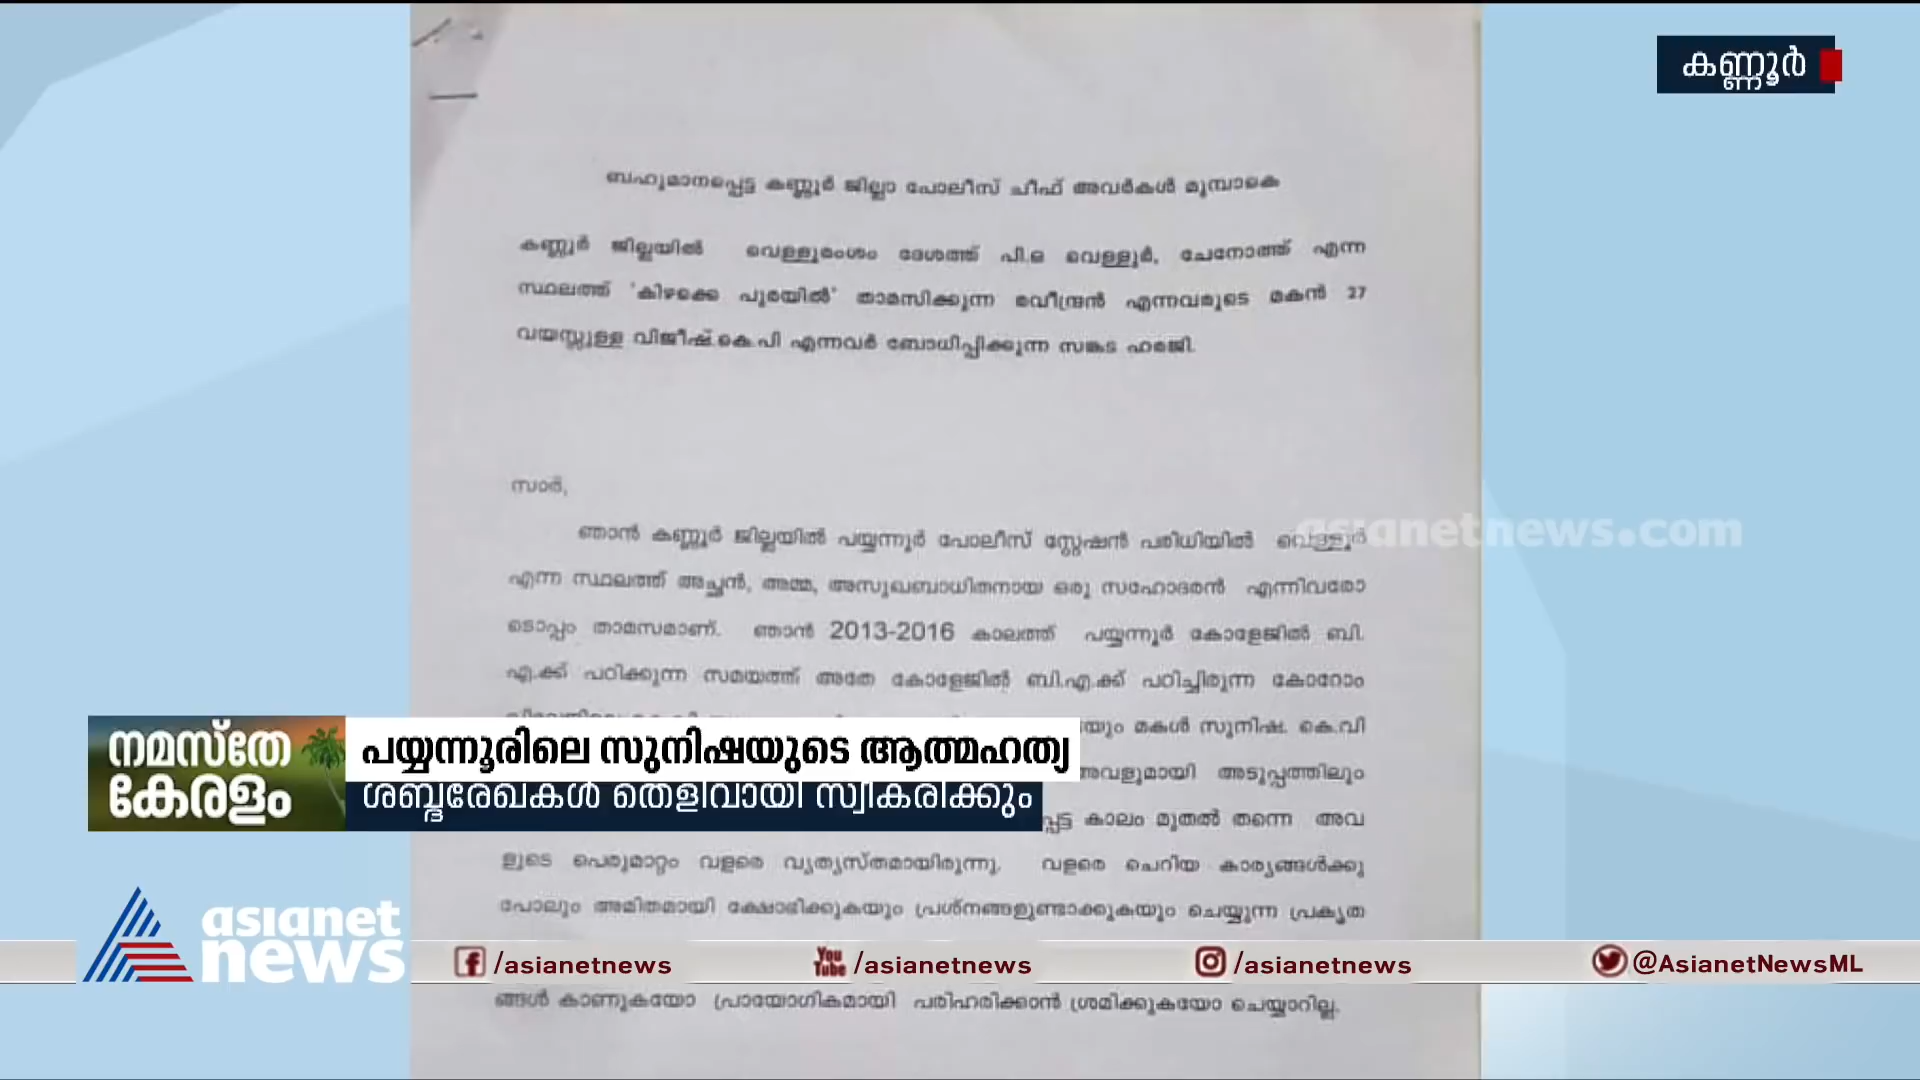 കണ്ണൂർ
ബഹുമാനപ്പെട്ട കണ്ണൂർ ജില്ലാ പോലീസ് ചീഫ് അവർകൾ മുമ്പാകെ
കണ്ണൂർ ജില്ലയിൽ വെള്ളൂരംശം ദേശത്ത് പി.ഒ വെള്ളൂർ, ചേനോത്ത് എന്ന
സ്ഥലത്ത് 'കിഴക്കെ പുരയിൽ' താമസിക്കുന്ന രവീന്ദ്രൻ എന്നവരുടെ മകൻ 27
വയസ്സുള്ള വിജീഷ്.കെ.പി എന്നവർ ബോധിപ്പിക്കുന്ന സങ്കട ഹരജി.
സാർ,
ഞാൻ കണ്ണൂർ ജില്ലയിൽ പയ്യന്നൂർ പോലീസ് സ്റ്റേഷൻ പരിധിയിൽ വെള്ളൂർ
asianetnews.com
എന്ന സ്ഥലത്ത് അച്ഛൻ, അമ്മ, അസുഖബാധിതനായ ഒരു സഹോദരൻ എന്നിവരോ
ടൊപ്പം താമസമാണ്. ഞാൻ 2013-2016 കാലത്ത് പയ്യന്നൂർ കോളേജിൽ ബി.
എ.ക്ക് പഠിക്കുന്ന സമയത്ത് അതേ കോളേജിൽ ബി.എ.ക്ക് പഠിച്ചിരുന്ന കോറോം
മകൾ സുനിഷ. കെ.വി
അവളുമായി അടുപ്പത്തിലും
കാലം മുതൽ തന്നെ അവ
ളുടെ പെരുമാറ്റം വളരെ വ്യത്യസ്തമായിരുന്നു. വളരെ ചെറിയ കാര്യങ്ങൾക്കു
പോലും അമിതമായി ക്ഷോഭിക്കുകയും പ്രശ്നങ്ങളുണ്ടാക്കുകയും ചെയ്യുന്ന പ്രകൃത
ങ്ങൾ കാണുകയോ പ്രായോഗികമായി പരിഹരിക്കാൻ ശ്രമിക്കുകയോ ചെയ്യാറില്ല.
നമസ്തേ
കേരളം
പയ്യന്നൂരിലെ സുനിഷയുടെ ആത്മഹത്യ
ശബ്ദരേഖകൾ തെളിവായി സ്വീകരിക്കും
asianet
news
/asianetnews
You Tube /asianetnews
/asianetnews
@AsianetNewsML